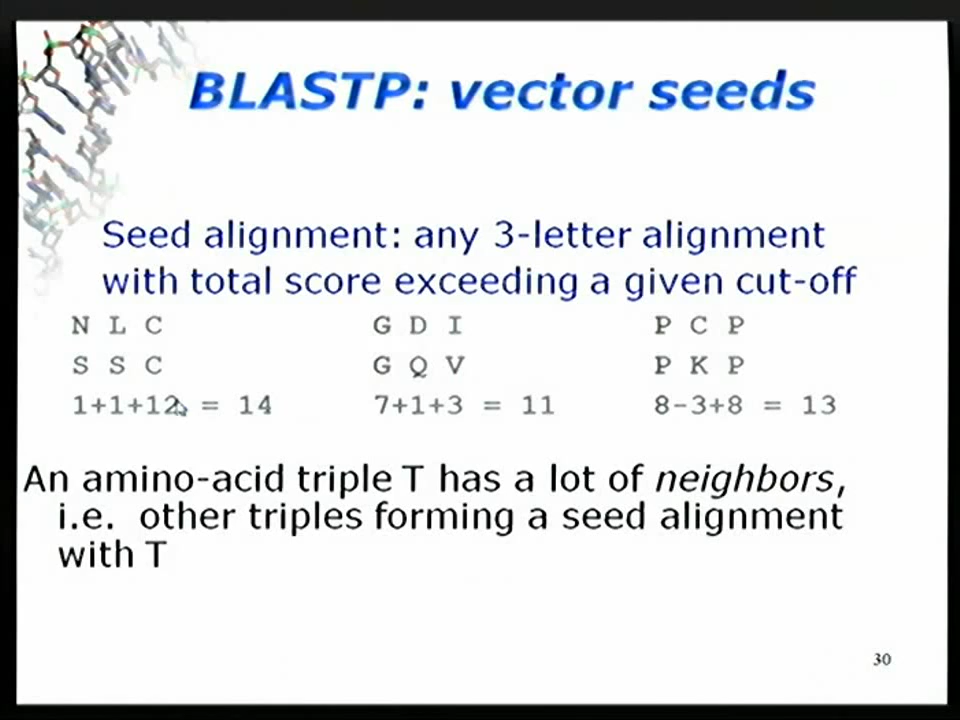 BLASTP: vector seeds
Seed alignment: any 3-letter alignment
with total score exceeding a given cut-off
N L C G D I P C P
S S C G Q V P K P
1+1+12 = 14 7+1+3 = 11 8-3+8 = 13
An amino-acid triple T has a lot of neighbors,
i.e. other triples forming a seed alignment
with T
30